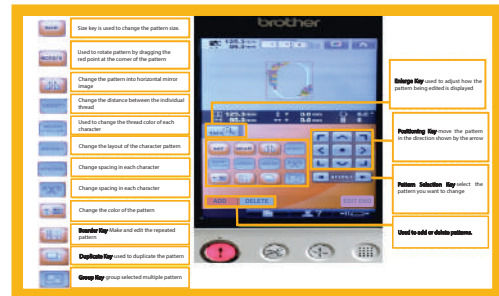 Size key is used to change the pattern size.
Used to rotate pattern by dragging the
red point at the corner of the pattern
Change the pattern into horizontal mirror
image
Change the distance between the individual
thread
Used to change the thread color of each
character
Change the layout of the character pattern
Change spacing in each character
Change spacing in each character
Change the color of the pattern
Boarder Key Make and edit the repeated
pattern
Duplicate Key used to duplicate the pattern
Group Key group selected multiple pattern
brother
ADD
DELETE
EDIT END
Enlarge Key used to adjust how the
pattern being edited is displayed
Positioning Key move the pattern
in the direction shown by the arrow
Pattern Selection Key select the
pattern you want to change
Used to add or delete patterns.